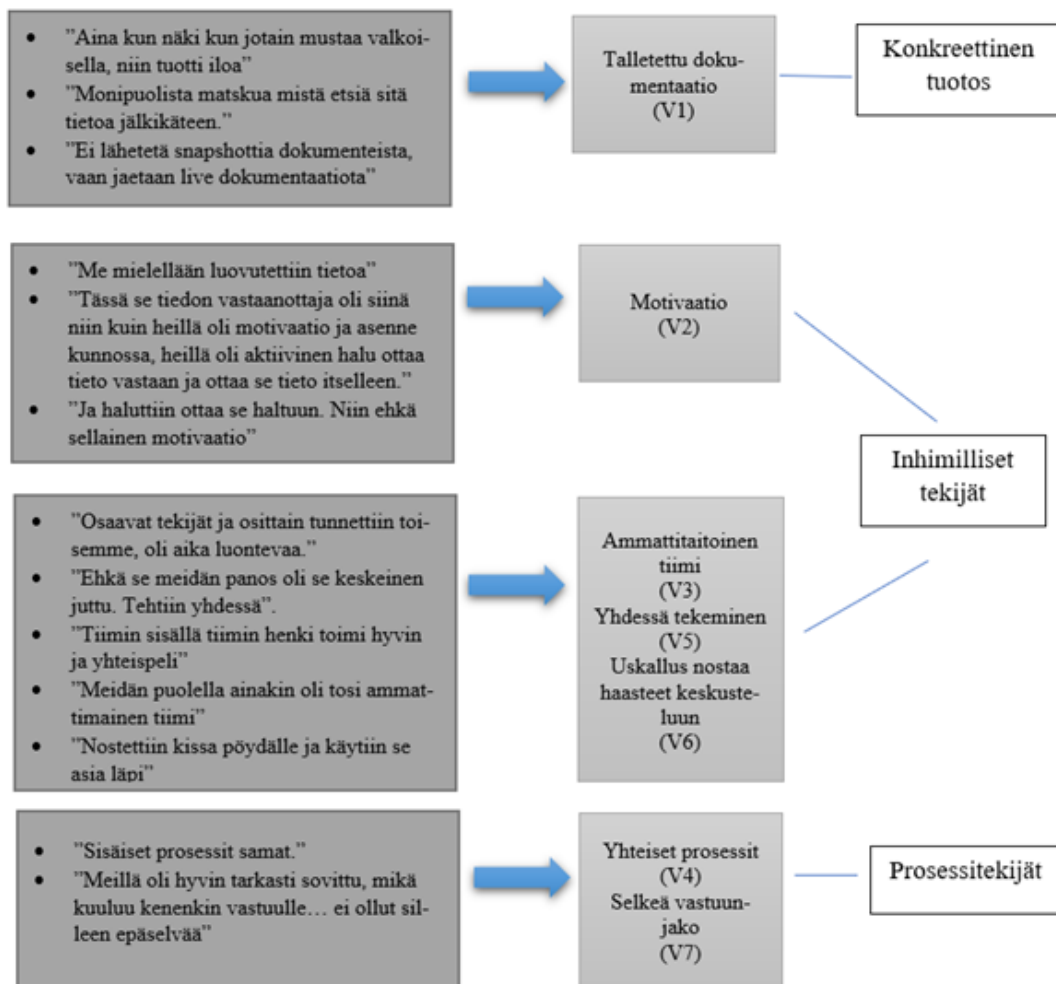 • ”Aina kun näki kun jotain mustaa valkoi-
sella, niin tuotti iloa”
• ”Monipuolista matskua mistä etsiä sitä
tietoa jälkikäteen.”
• ”Ei lähetetä snapshottia dokumenteista,
vaan jaetaan live dokumentaatiota”
Talletettu doku-
mentaatio
(V1)
Konkreettinen
tuotos
• ”Me mielellään luovutettiin tietoa”
• ”Tässä se tiedon vastaanottaja oli siinä
niin kuin heillä oli motivaatio ja asenne
kunnossa, heillä oli aktiivinen halu ottaa
tieto vastaan ja ottaa se tieto itselleen.”
• ”Ja haluttiin ottaa se haltuun. Niin ehkä
sellainen motivaatio”
Motivaatio
(V2)
Inhimilliset
tekijät
• ”Osaavat tekijät ja osittain tunnettiin toi-
semme, oli aika luontevaa.”
• ”Ehkä se meidän panos oli se keskeinen
juttu. Tehtiin yhdessä”.
• ”Tiimin sisällä tiimin henki toimi hyvin
ja yhteispeli”
• ”Meidän puolella ainakin oli tosi ammat-
timainen tiimi”
• ”Nostettiin kissa pöydälle ja käytiin se
asia läpi”
Ammattitaitoinen
tiimi
(V3)
Yhdessä tekeminen
(V5)
Uskallus nostaa
haasteet keskuste-
luun
(V6)
• ”Sisäiset prosessit samat.”
• ”Meillä oli hyvin tarkasti sovittu, mikä
kuuluu kenenkin vastuulle… ei ollut sil-
leen epäselvää”
Yhteiset prosessit
(V4)
Selkeä vastuun-
jako
(V7)
Prosessitekijät